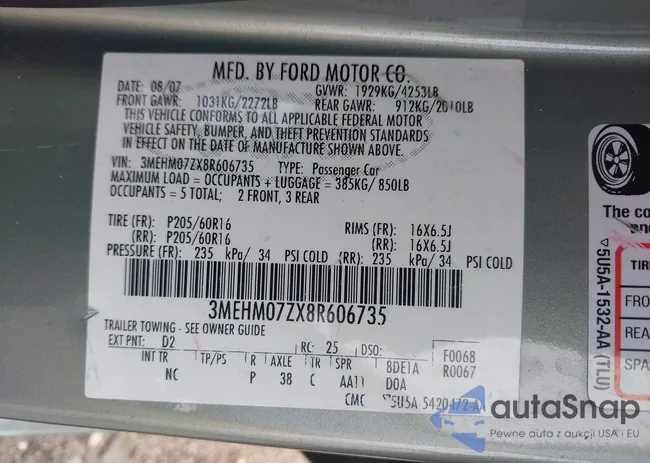 MFD. BY FORD MOTOR CO.
DATE: 08/07 GVWR: 1929KG/4253LB
FRONT GAWR: 1031KG/2272LB REAR GAWR: 912KG/2010LB
THIS VEHICLE CONFORMS TO ALL APPLICABLE FEDERAL MOTOR
VEHICLE SAFETY, BUMPER, AND THEFT PREVENTION STANDARDS
IN EFFECT ON THE DATE OF MANUFACTURE SHOWN ABOVE.
VIN: 3MEHM07ZX8R606735 TYPE: Passenger Car
MAXIMUM LOAD = OCCUPANTS + LUGGAGE = 385KG/850LB
OCCUPANTS = 5 TOTAL; 2 FRONT, 3 REAR
TIRE (FR): P205/60R16 RIMS (FR): 16X6.5J
(RR): P205/60R16 (RR): 16X6.5J
PRESSURE (FR): 235 kPa/ 34 PSI COLD (RR): 235 kPa/ 34 PSI COLD
3MEHM07ZX8R606735
TRAILER TOWING - SEE OWNER GUIDE
EXT PNT: D2 RC: 25 DSO: F0068
INT TR TP/PS R AXLE TR SPR 8DE1A R0067
NC P 38 C AA11 D0A
CMC ▽5U5A 5420472-AA
The co
TIR
FRO
REA
SPA
▽5U5A-1532-AA (TLU)
autoSnap
Pewne auta z aukcji USA i EU